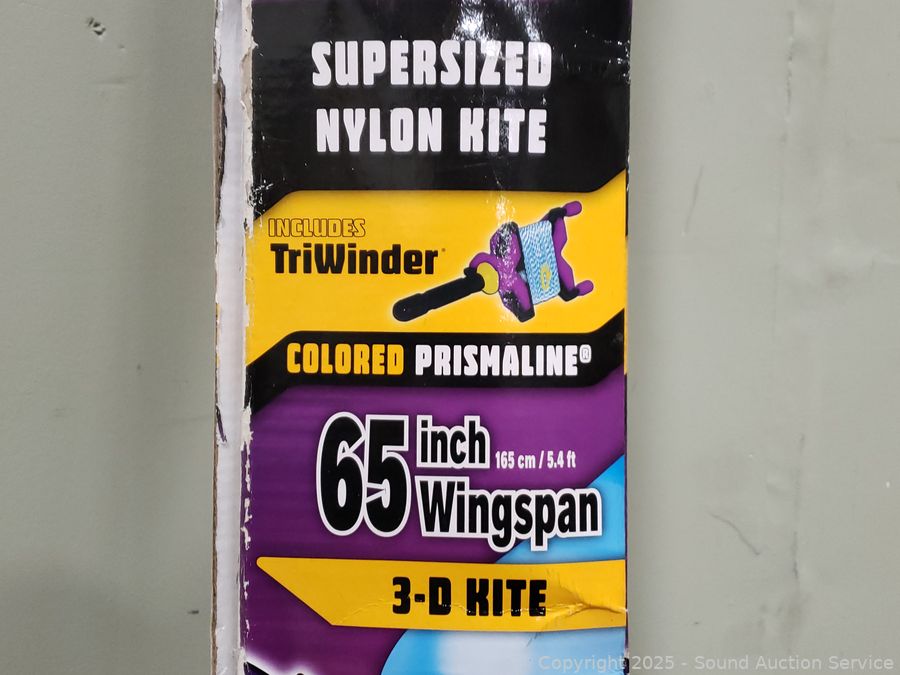 SUPERSIZED
NYLON KITE
INCLUDES
TriWinder
COLORED PRISMALINE®
65 inch 165 cm / 5.4 ft
Wingspan
3-D KITE
Copyright 2025 - Sound Auction Service